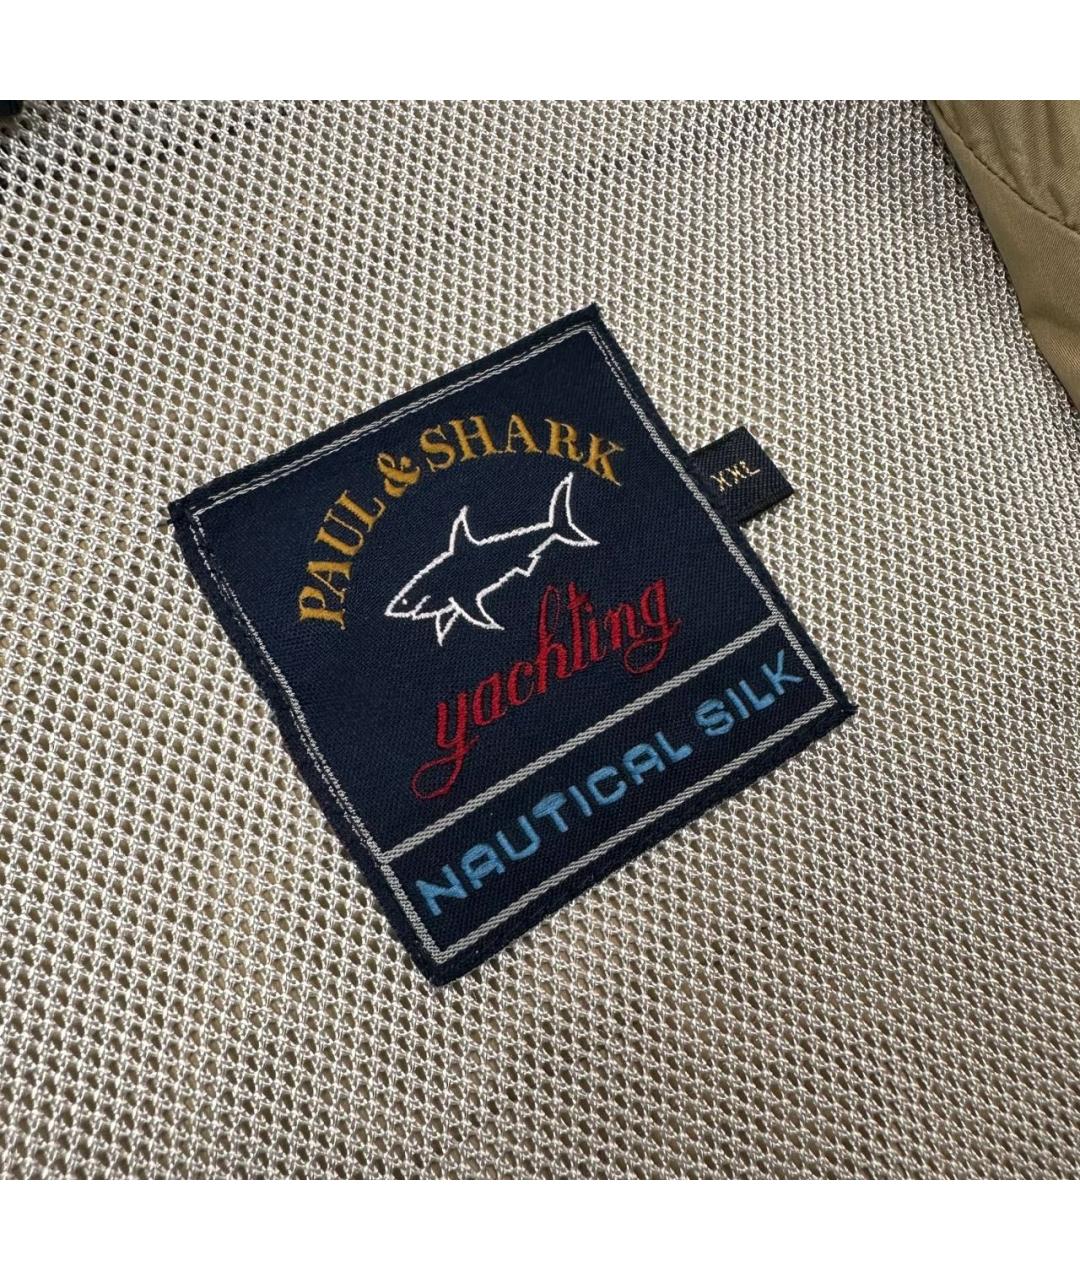 PAUL & SHARK
yachting
NAUTICAL SILK
XXL